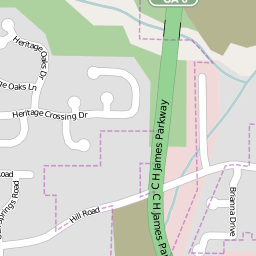 GA 6
Heritage Oaks Dr
ge Oaks Ln
Heritage Crossing Dr
C H James Parkway
Hill Road
Road
Springs Road
C H James Pa
Brianna Drive